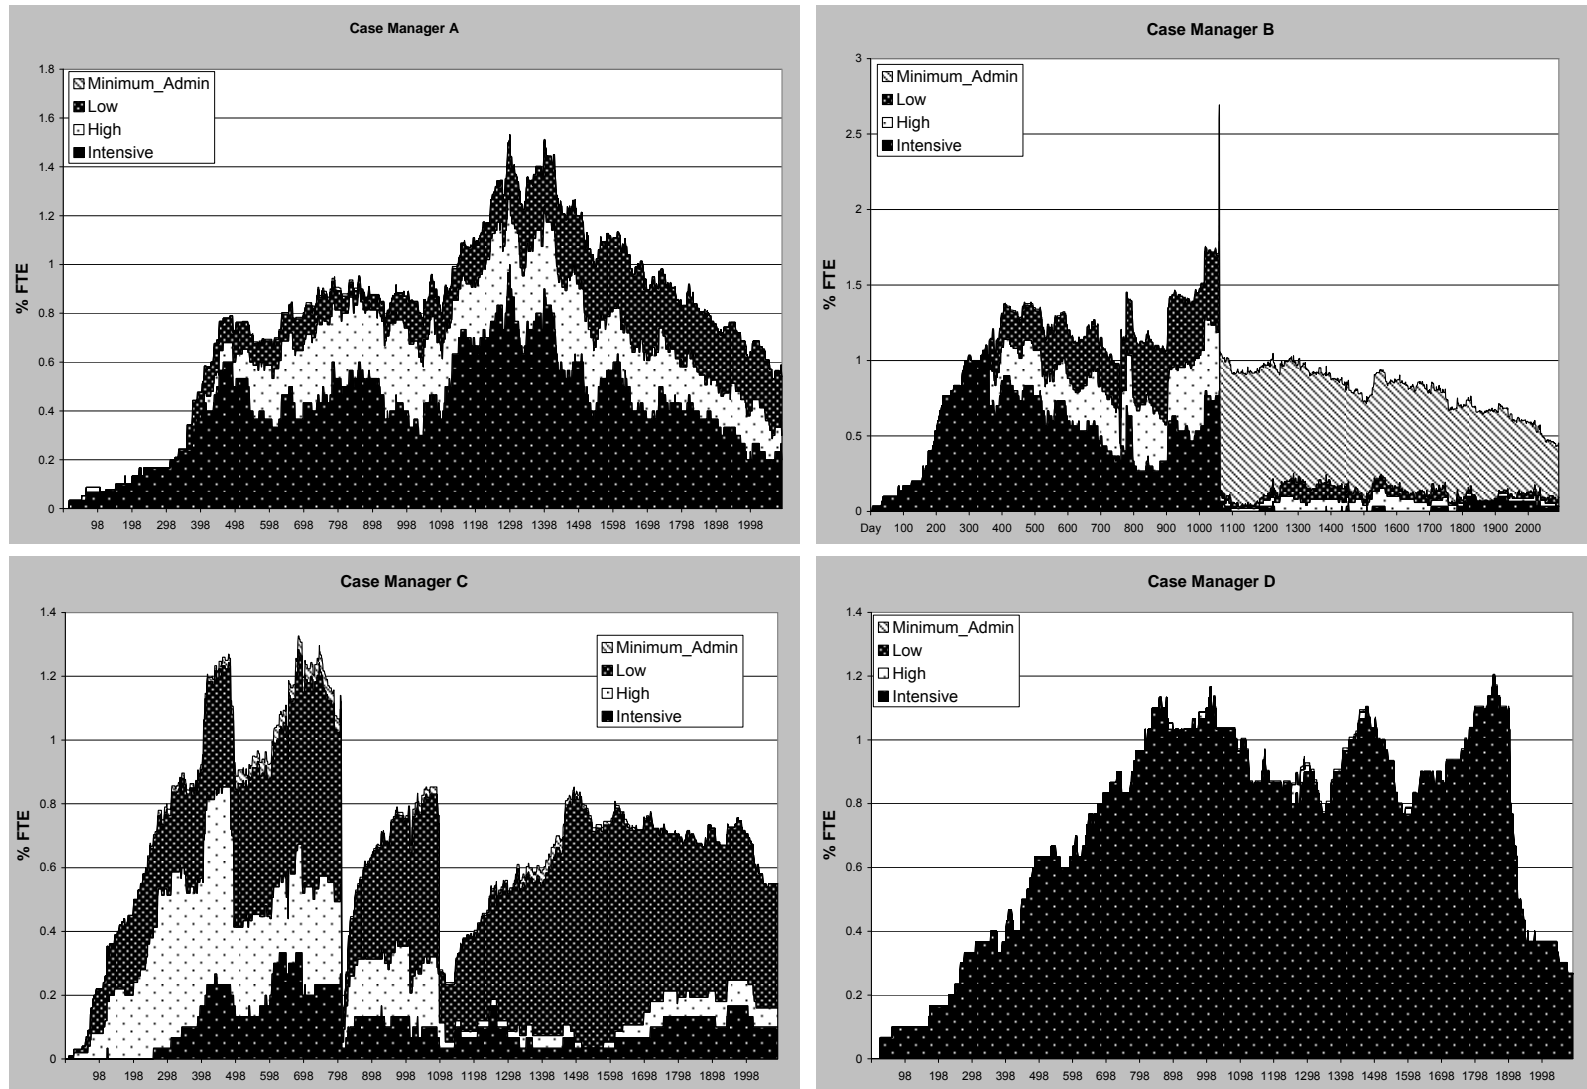 Case Manager A
% FTE
1.8
1.6
1.4
1.2
1
0.8
0.6
0.4
0.2
0
Minimum_Admin
Low
High
Intensive
98 198 298 398 498 598 698 798 898 998 1098 1198 1298 1398 1498 1598 1698 1798 1898 1998
Case Manager B
% FTE
3
2.5
2
1.5
1
0.5
0
Minimum_Admin
Low
High
Intensive
Day 100 200 300 400 500 600 700 800 900 1000 1100 1200 1300 1400 1500 1600 1700 1800 1900 2000
Case Manager C
% FTE
1.4
1.2
1
0.8
0.6
0.4
0.2
0
Minimum_Admin
Low
High
Intensive
98 198 298 398 498 598 698 798 898 998 1098 1198 1298 1398 1498 1598 1698 1798 1898 1998
Case Manager D
% FTE
1.4
1.2
1
0.8
0.6
0.4
0.2
0
Minimum_Admin
Low
High
Intensive
98 198 298 398 498 598 698 798 898 998 1098 1198 1298 1398 1498 1598 1698 1798 1898 1998